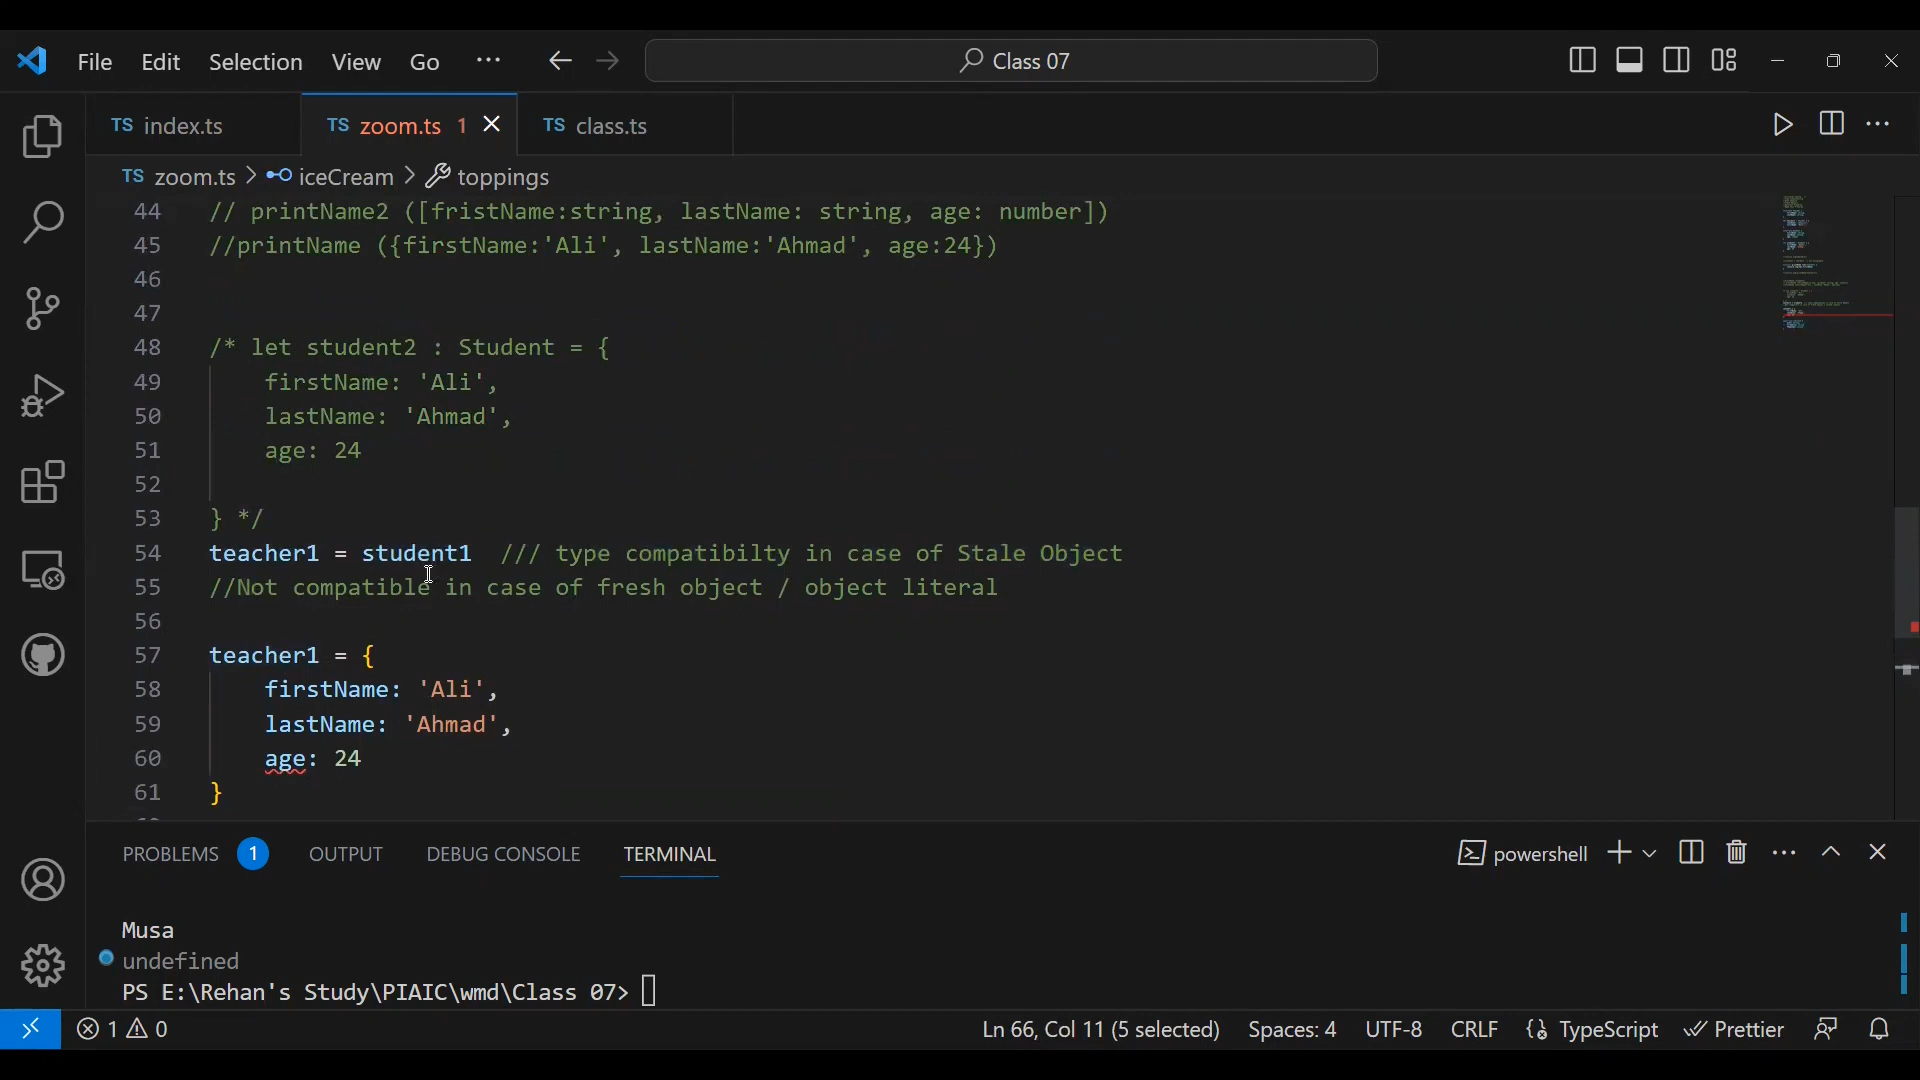 File Edit Selection View Go ··· Class 07
TS index.ts TS zoom.ts 1 TS class.ts
TS zoom.ts > iceCream > toppings
44 // printName2 ([fristName:string, lastName: string, age: number])
45 //printName ({firstName:'Ali', lastName:'Ahmad', age:24})
46
47
48 /* let student2 : Student = {
49 firstName: 'Ali',
50 lastName: 'Ahmad',
51 age: 24
52
53 } */
54 teacher1 = student1 /// type compatibilty in case of Stale Object
55 //Not compatible in case of fresh object / object literal
56
57 teacher1 = {
58 firstName: 'Ali',
59 lastName: 'Ahmad',
60 age: 24
61 }
PROBLEMS 1 OUTPUT DEBUG CONSOLE TERMINAL powershell
Musa
undefined
PS E:\Rehan's Study\PIAIC\wmd\Class 07>
1 0 Ln 66, Col 11 (5 selected) Spaces: 4 UTF-8 CRLF {} TypeScript Prettier